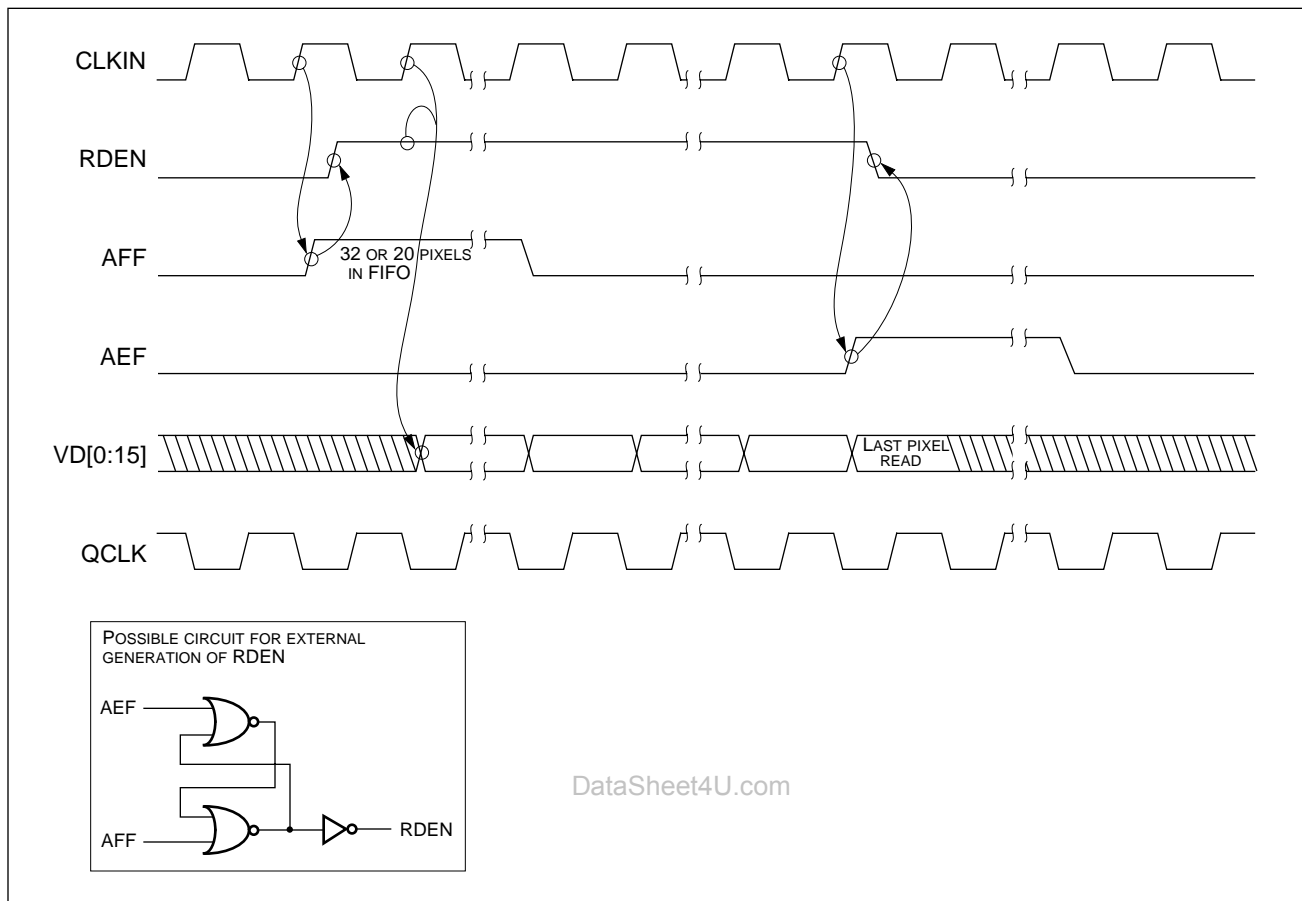 CLKIN
RDEN
AFF
32 OR 20 PIXELS
IN FIFO
AEF
VD[0:15]
LAST PIXEL
READ
QCLK
POSSIBLE CIRCUIT FOR EXTERNAL
GENERATION OF RDEN
AEF
AFF
RDEN
DataSheet4U.com